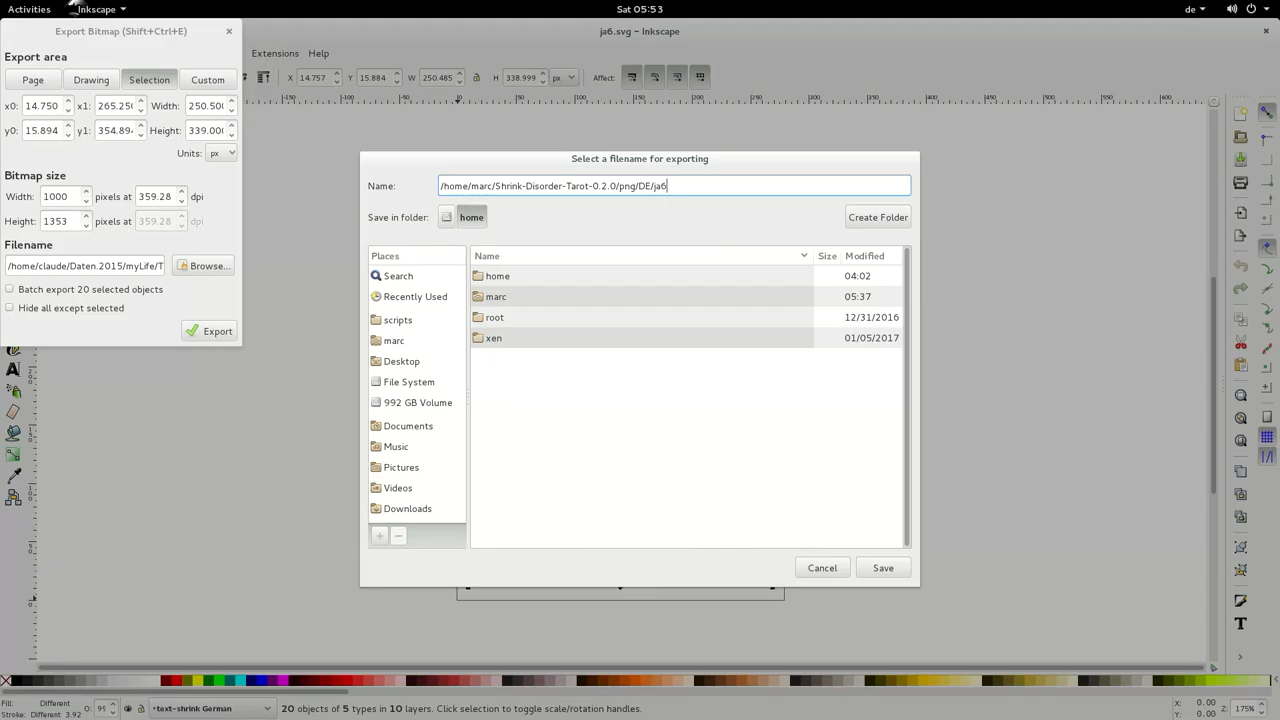 Activities Inkscape Sat 05:53 de
Export Bitmap (Shift+Ctrl+E) ja6.svg – Inkscape
Extensions Help
Export area
Page Drawing Selection Custom
X 14.757 Y 15.884 W 250.485 H 338.999 px Affect:
x0: 14.750 x1: 265.250 Width: 250.500
y0: 15.894 y1: 354.894 Height: 339.000
Units: px
Bitmap size
Width: 1000 pixels at 359.28 dpi
Height: 1353 pixels at 359.28 dpi
Filename
/home/claude/Daten.2015/myLife/T Browse...
Batch export 20 selected objects
Hide all except selected
Export
Select a filename for exporting
Name: /home/marc/Shrink-Disorder-Tarot-0.2.0/png/DE/ja6
Save in folder: home Create Folder
Places Name Size Modified
Search home 04:02
Recently Used marc 05:37
scripts root 12/31/2016
marc xen 01/05/2017
Desktop
File System
992 GB Volume
Documents
Music
Pictures
Videos
Downloads
Cancel Save
Fill: Different
Stroke: Different 3.92
O: 99 *text-shrink German 20 objects of 5 types in 10 layers. Click selection to toggle scale/rotation handles.
X: 0.00
Y: 0.00
Z: 175%